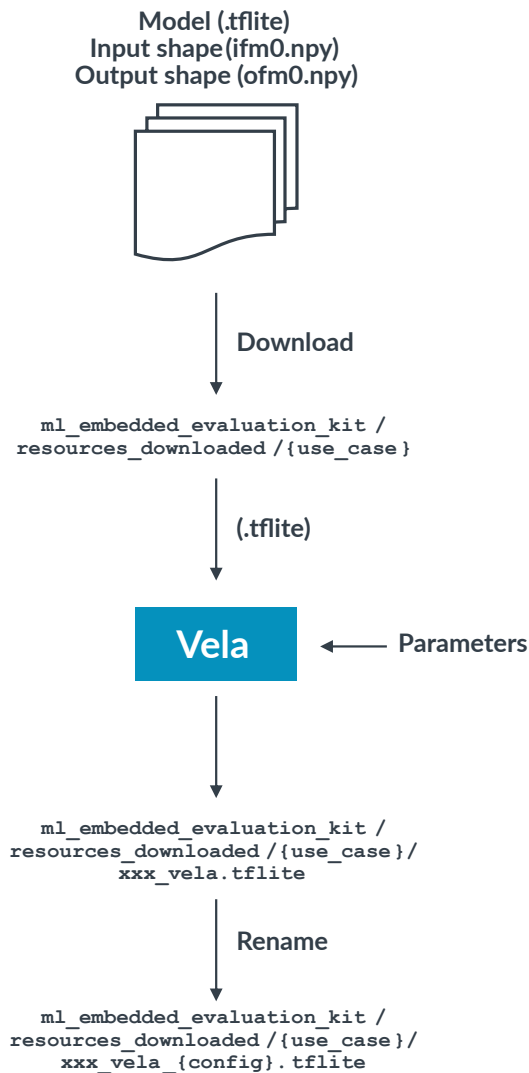 Model (.tflite)
Input shape(ifm0.npy)
Output shape (ofm0.npy)
Download
ml_embedded_evaluation_kit /
resources_downloaded /{use_case}
(.tflite)
Vela
Parameters
ml_embedded_evaluation_kit /
resources_downloaded /{use_case}/
xxx_vela.tflite
Rename
ml_embedded_evaluation_kit /
resources_downloaded /{use_case}/
xxx_vela_{config}.tflite